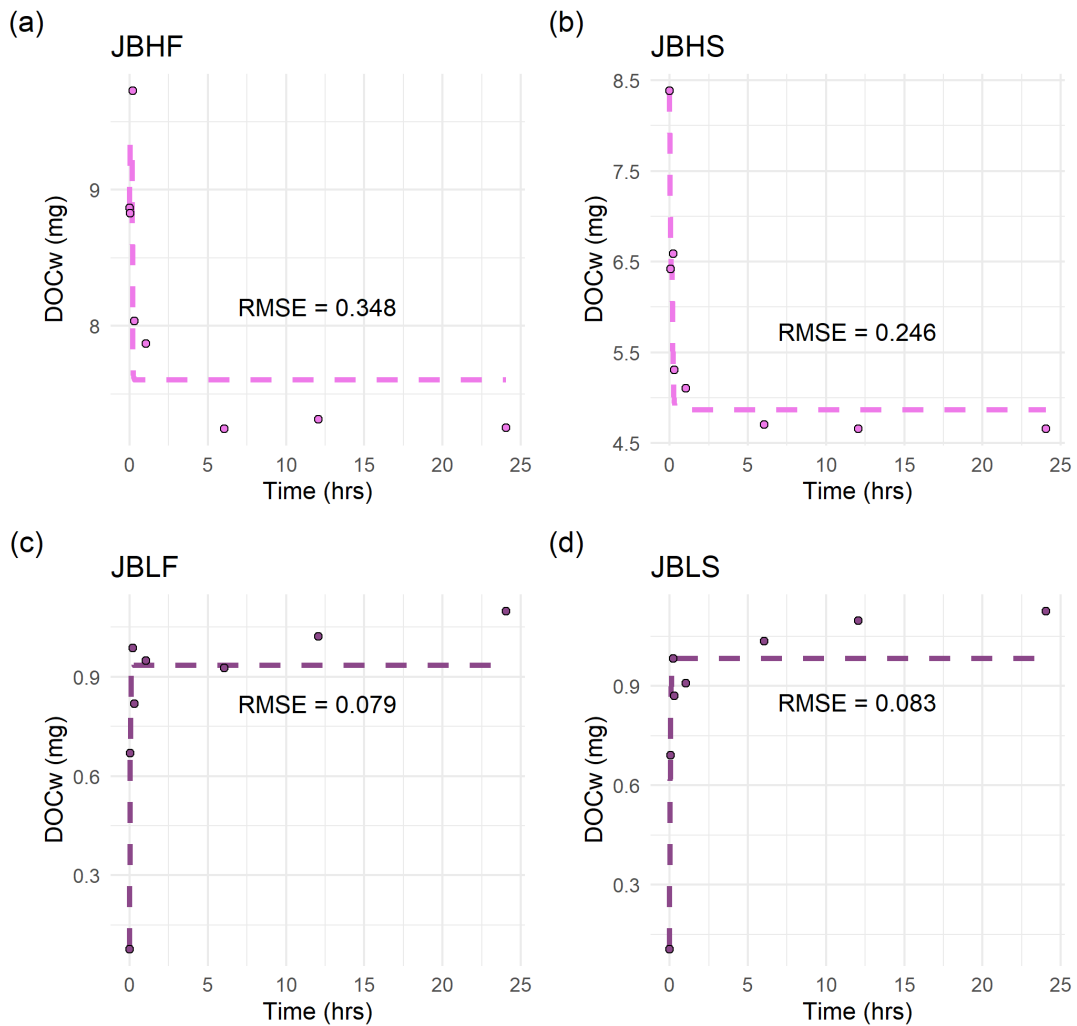 (a)
JBHF
DOCw (mg)
9
8
RMSE = 0.348
0 5 10 15 20 25
Time (hrs)
(b)
JBHS
DOCw (mg)
8.5
7.5
6.5
5.5
4.5
RMSE = 0.246
0 5 10 15 20 25
Time (hrs)
(c)
JBLF
DOCw (mg)
0.9
0.6
0.3
RMSE = 0.079
0 5 10 15 20 25
Time (hrs)
(d)
JBLS
DOCw (mg)
0.9
0.6
0.3
RMSE = 0.083
0 5 10 15 20 25
Time (hrs)